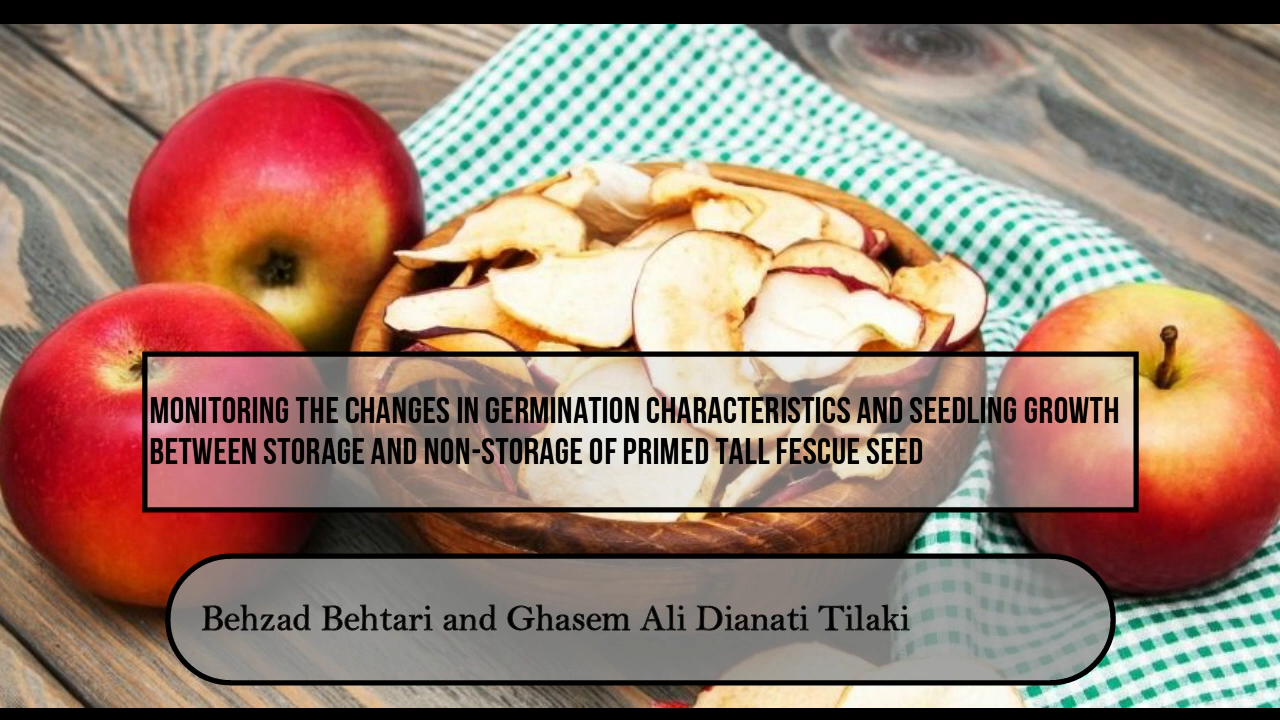 MONITORING THE CHANGES IN GERMINATION CHARACTERISTICS AND SEEDLING GROWTH
BETWEEN STORAGE AND NON-STORAGE OF PRIMED TALL FESCUE SEED
Behzad Behtari and Ghasem Ali Dianati Tilaki